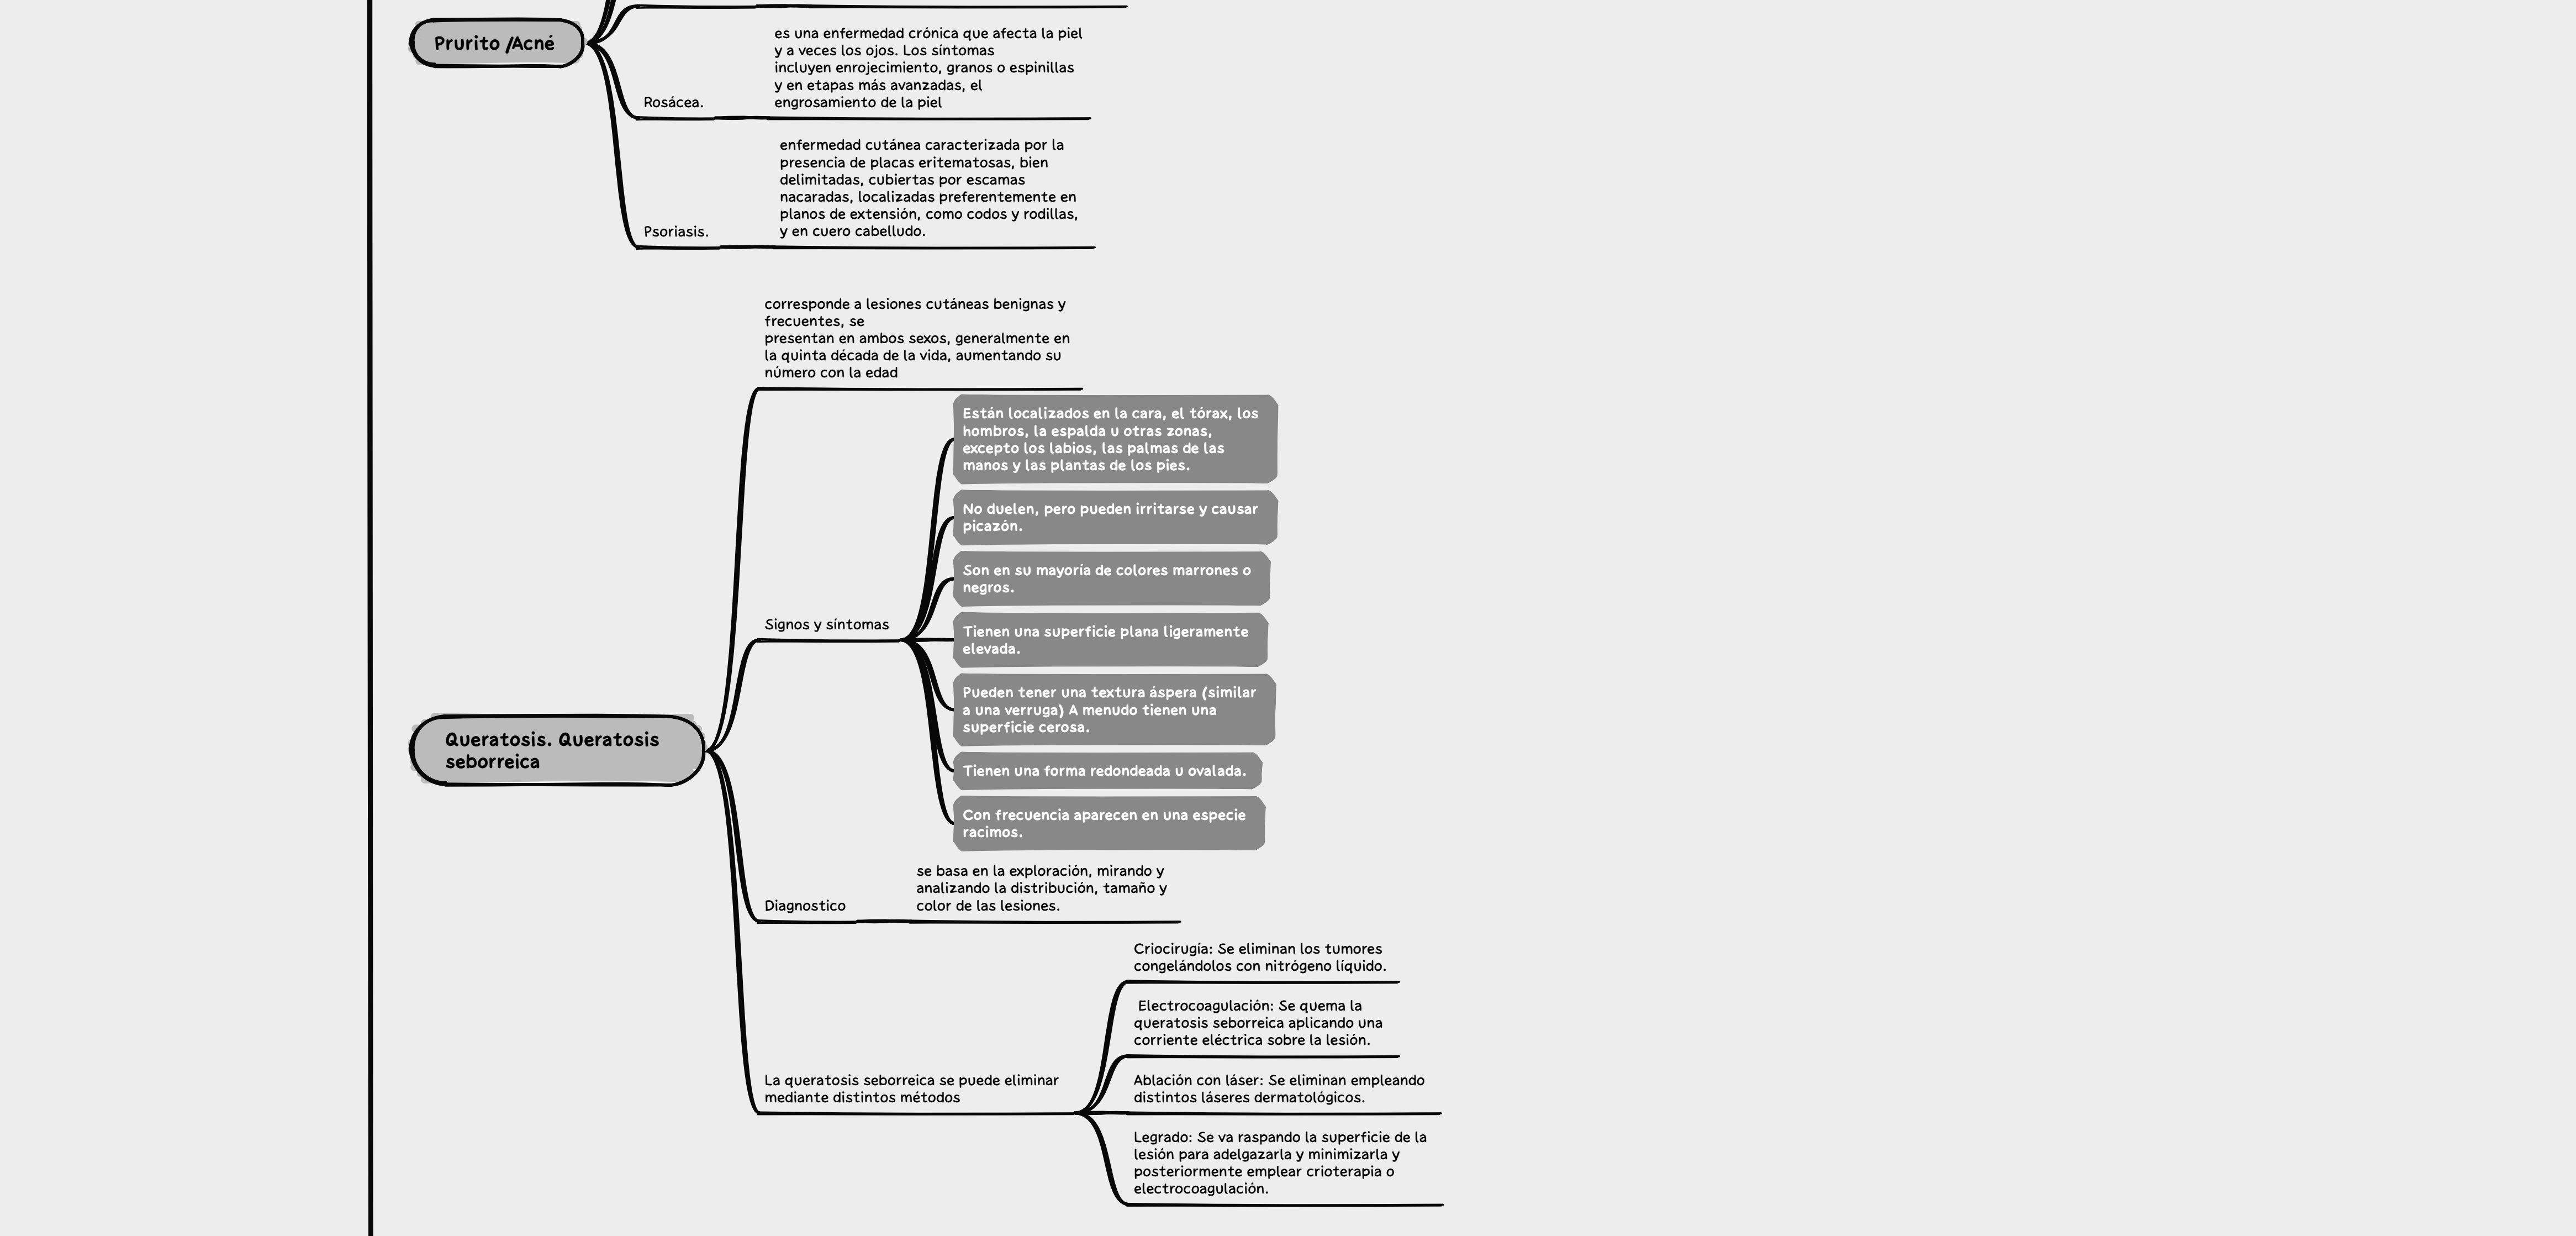 Prurito /Acné
Rosácea.
es una enfermedad crónica que afecta la piel
y a veces los ojos. Los síntomas
incluyen enrojecimiento, granos o espinillas
y en etapas más avanzadas, el
engrosamiento de la piel
Psoriasis.
enfermedad cutánea caracterizada por la
presencia de placas eritematosas, bien
delimitadas, cubiertas por escamas
nacaradas, localizadas preferentemente en
planos de extensión, como codos y rodillas,
y en cuero cabelludo.
Queratosis. Queratosis
seborreica
corresponde a lesiones cutáneas benignas y
frecuentes, se
presentan en ambos sexos, generalmente en
la quinta década de la vida, aumentando su
número con la edad
Signos y síntomas
Están localizados en la cara, el tórax, los
hombros, la espalda u otras zonas,
excepto los labios, las palmas de las
manos y las plantas de los pies.
No duelen, pero pueden irritarse y causar
picazón.
Son en su mayoría de colores marrones o
negros.
Tienen una superficie plana ligeramente
elevada.
Pueden tener una textura áspera (similar
a una verruga) A menudo tienen una
superficie cerosa.
Tienen una forma redondeada u ovalada.
Con frecuencia aparecen en una especie
racimos.
Diagnostico
se basa en la exploración, mirando y
analizando la distribución, tamaño y
color de las lesiones.
La queratosis seborreica se puede eliminar
mediante distintos métodos
Criocirugía: Se eliminan los tumores
congelándolos con nitrógeno líquido.
Electrocoagulación: Se quema la
queratosis seborreica aplicando una
corriente eléctrica sobre la lesión.
Ablación con láser: Se eliminan empleando
distintos láseres dermatológicos.
Legrado: Se va raspando la superficie de la
lesión para adelgazarla y minimizarla y
posteriormente emplear crioterapia o
electrocoagulación.